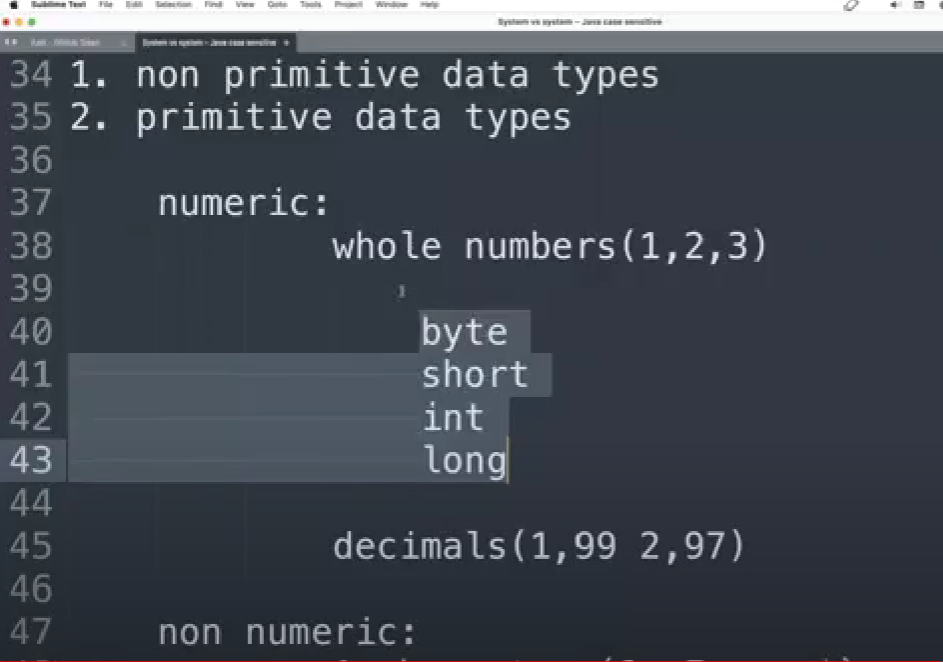 Sublime Text File Edit Selection Find View Goto Tools Project Window Help
System vs system – Java case sensitive
System vs system – Java case sensitive
34 1. non primitive data types
35 2. primitive data types
36
37 numeric:
38 whole numbers(1,2,3)
39
40 byte
41 short
42 int
43 long
44
45 decimals(1,99 2,97)
46
47 non numeric: